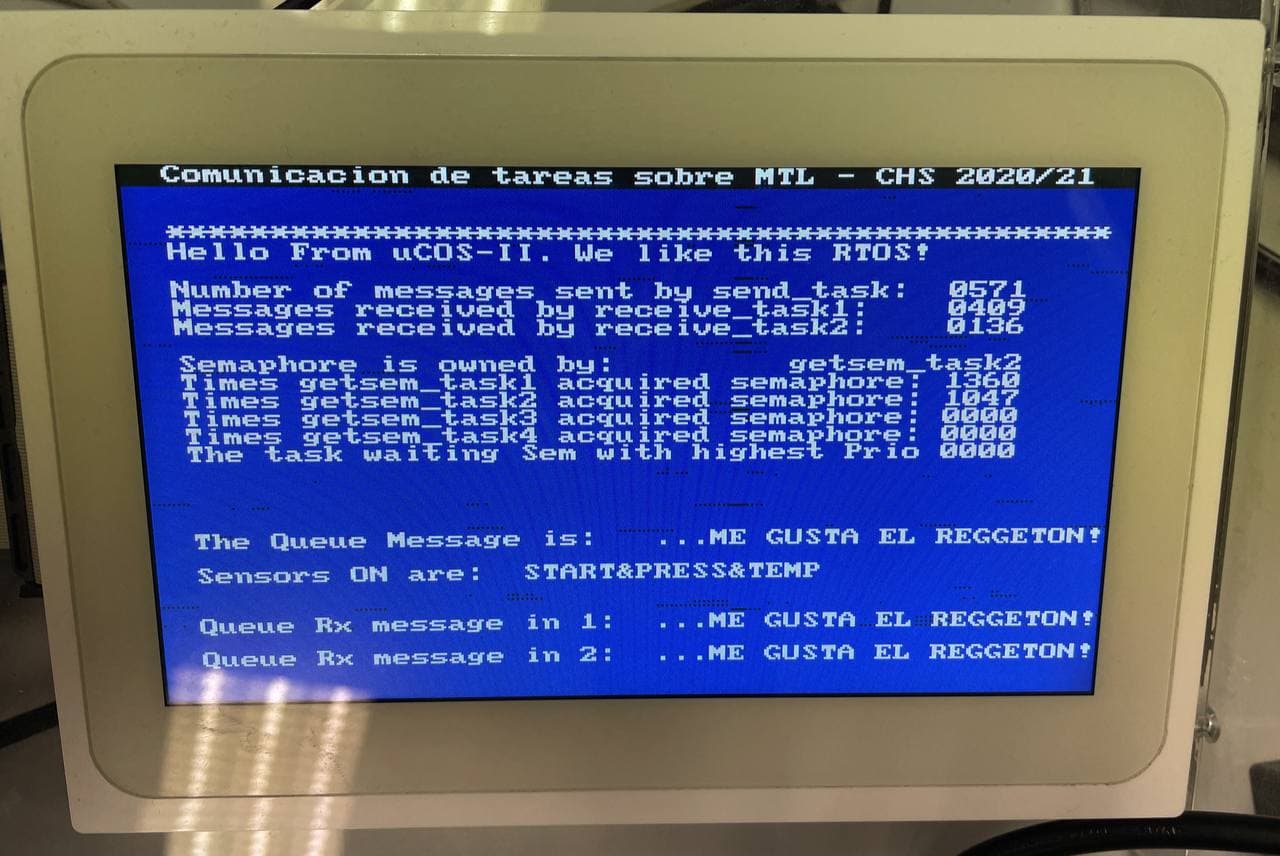 Comunicacion de tareas sobre MTL - CHS 2020/21
*********************************************
Hello From uCOS-II. We like this RTOS!
Number of messages sent by send_task: 0571
Messages received by receive_task1: 0409
Messages received by receive_task2: 0136
Semaphore is owned by: getsem_task2
Times getsem_task1 acquired semaphore: 1360
Times getsem_task2 acquired semaphore: 1047
Times getsem_task3 acquired semaphore: 0000
Times getsem_task4 acquired semaphore: 0000
The task waiting Sem with highest Prio 0000
The Queue Message is: ...ME GUSTA EL REGGETON!
Sensors ON are: START&PRESS&TEMP
Queue Rx message in 1: ...ME GUSTA EL REGGETON!
Queue Rx message in 2: ...ME GUSTA EL REGGETON!